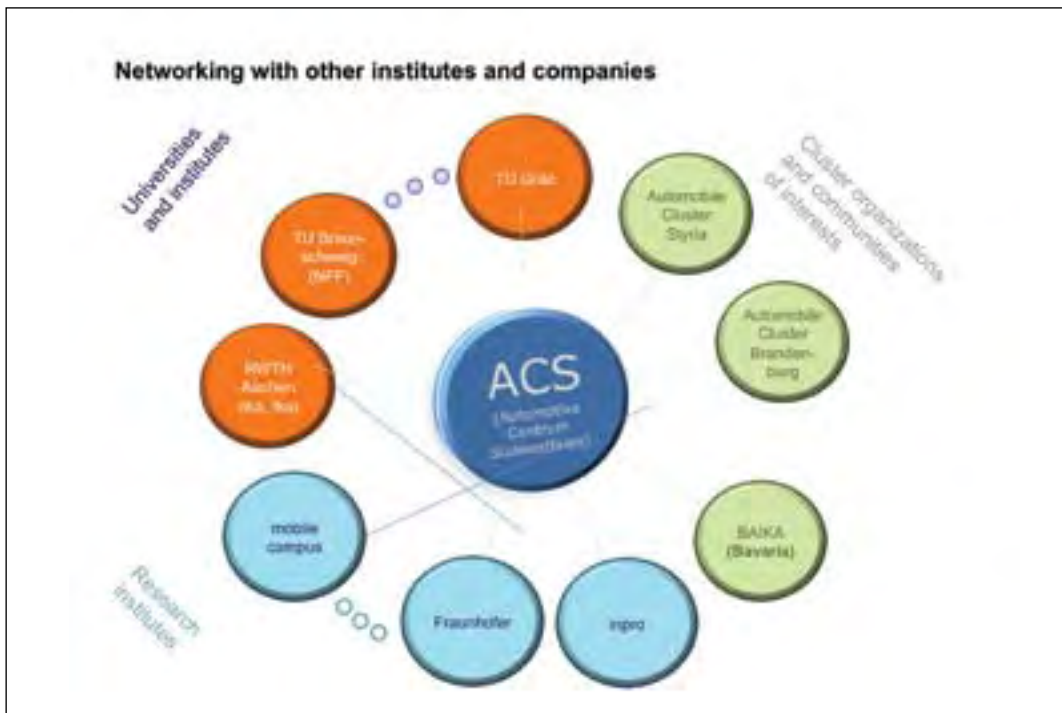 Networking with other institutes and companies
Universities
and institutes
TU Graz
Automobile
Cluster
Styria
Cluster organizations
and communities
of interests
TU Braun-
schweig
(NFF)
Automobile
Cluster
Branden-
burg
RWTH
Aachen
ACS
(Automotive
Centrum
Südwestfalen)
mobile
campus
BAIKA
(Bavaria)
Research
institutes
Fraunhofer
inpro